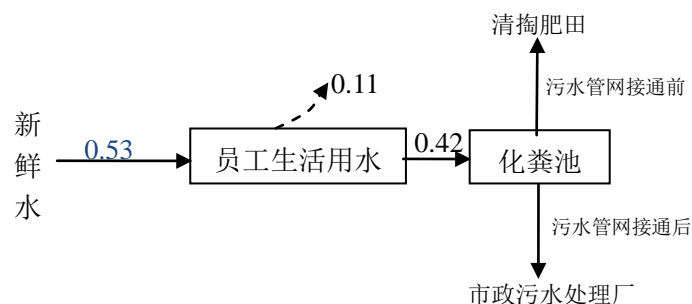 清掏肥田
污水管网接通前
0.11
新
鲜
水
0.53
员工生活用水
0.42
化粪池
污水管网接通后
市政污水处理厂